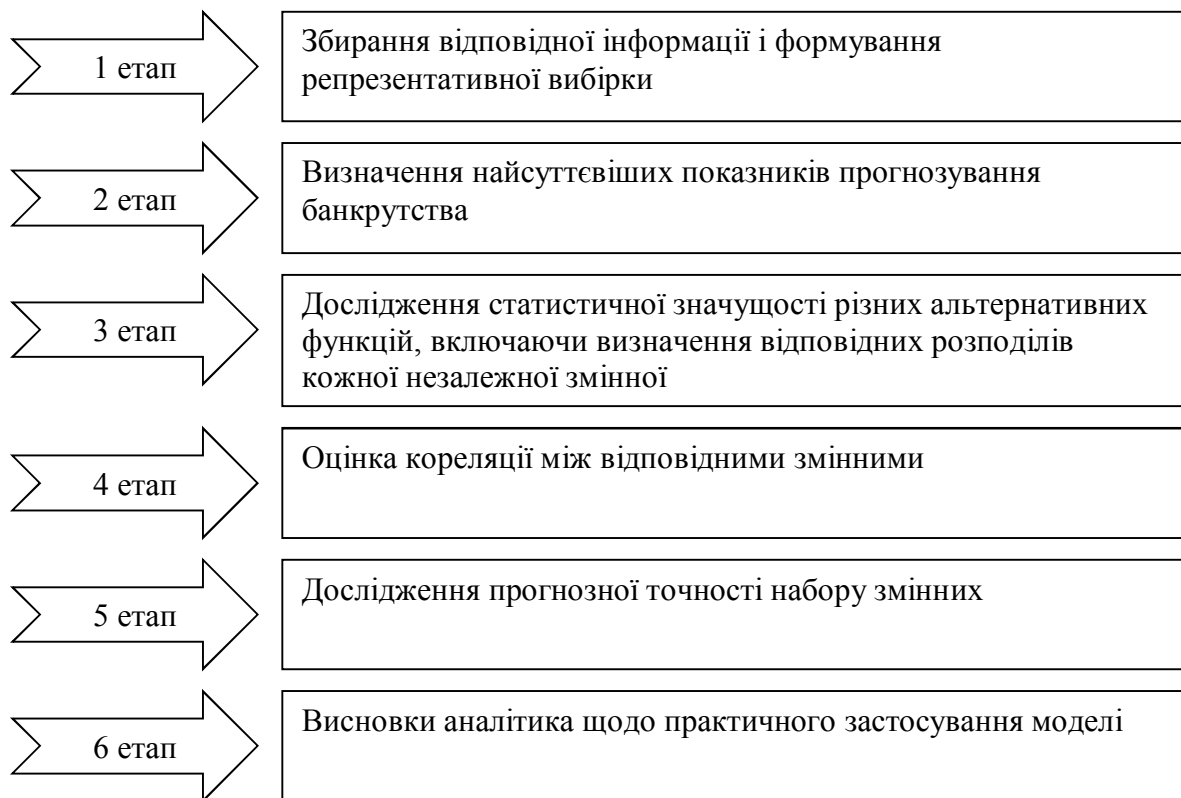 1 етап
Збирання відповідної інформації і формування
репрезентативної вибірки
2 етап
Визначення найсуттєвіших показників прогнозування
банкрутства
3 етап
Дослідження статистичної значущості різних альтернативних
функцій, включаючи визначення відповідних розподілів
кожної незалежної змінної
4 етап
Оцінка кореляції між відповідними змінними
5 етап
Дослідження прогнозної точності набору змінних
6 етап
Висновки аналітика щодо практичного застосування моделі